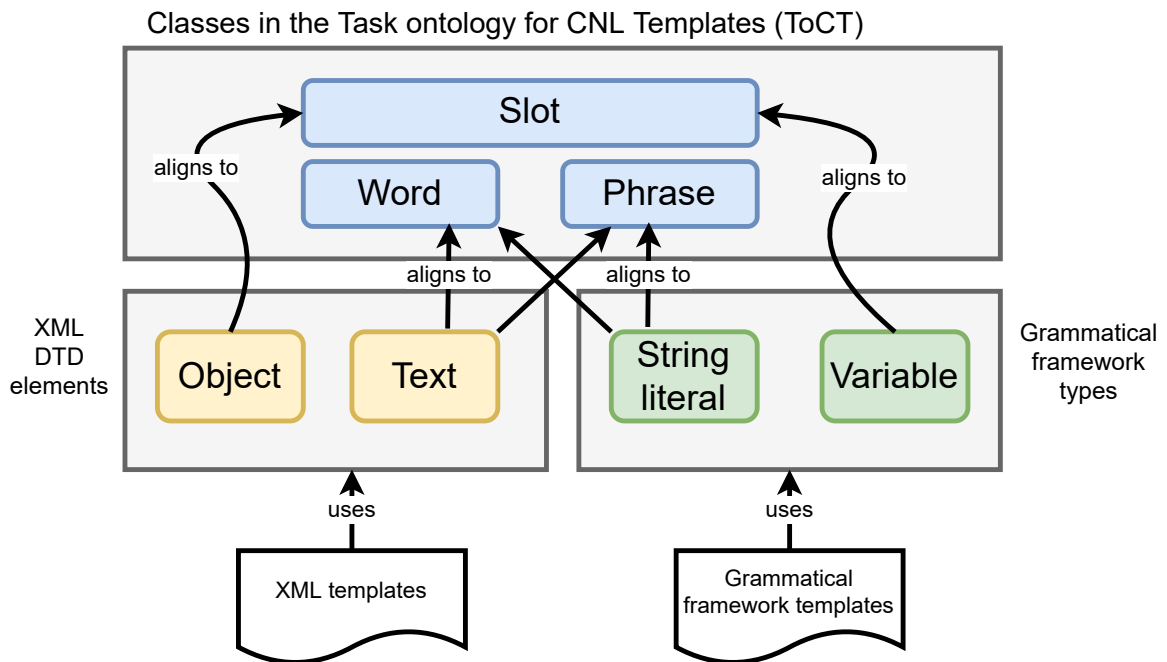 Classes in the Task ontology for CNL Templates (ToCT)
Slot
aligns to
aligns to
Word
Phrase
aligns to
aligns to
XML
DTD
elements
Object
Text
String
literal
Variable
Grammatical
framework
types
uses
uses
XML templates
Grammatical
framework templates